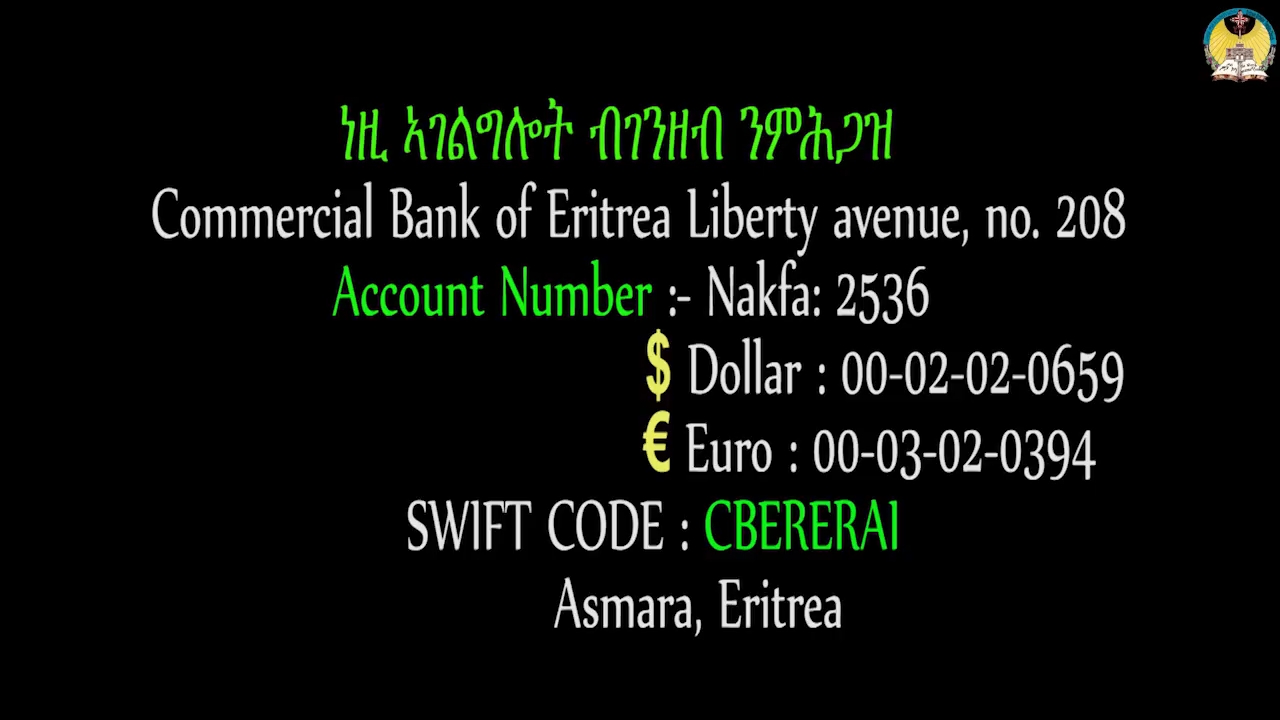 ነዚ ኣገልግሎት ብገንዘብ ንምሕጋዝ
Commercial Bank of Eritrea Liberty avenue, no. 208
Account Number :- Nakfa: 2536
$ Dollar : 00-02-02-0659
€ Euro : 00-03-02-0394
SWIFT CODE : CBERERAI
Asmara, Eritrea